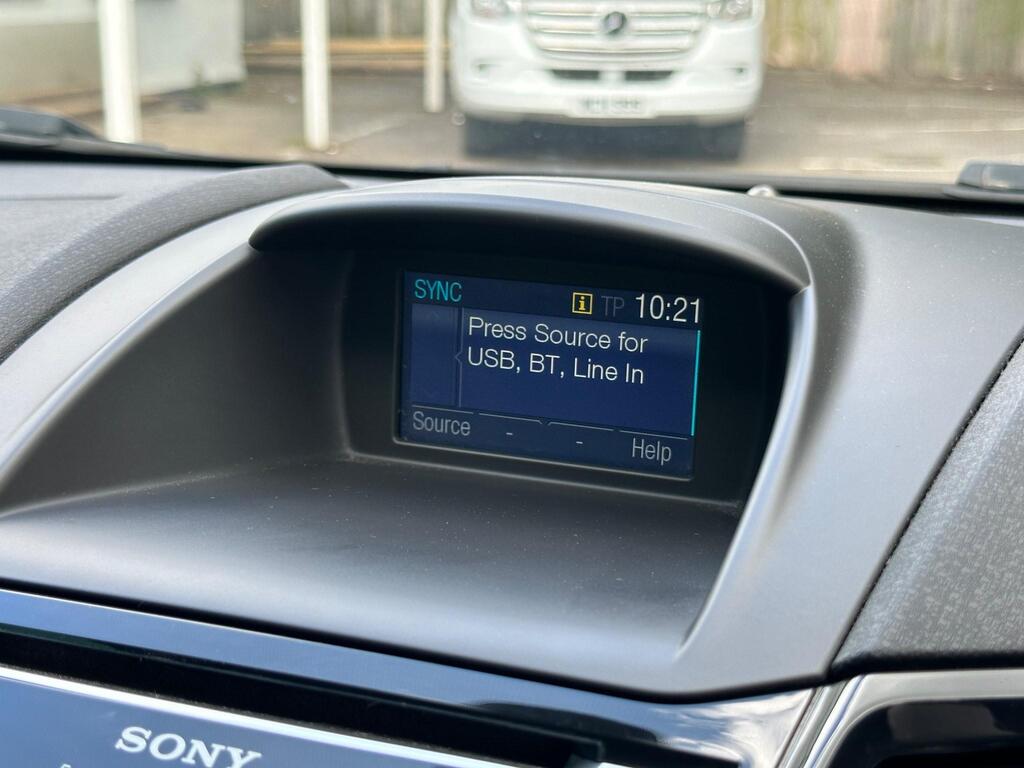 SYNC
i TP 10:21
Press Source for
USB, BT, Line In
Source - - Help
SONY